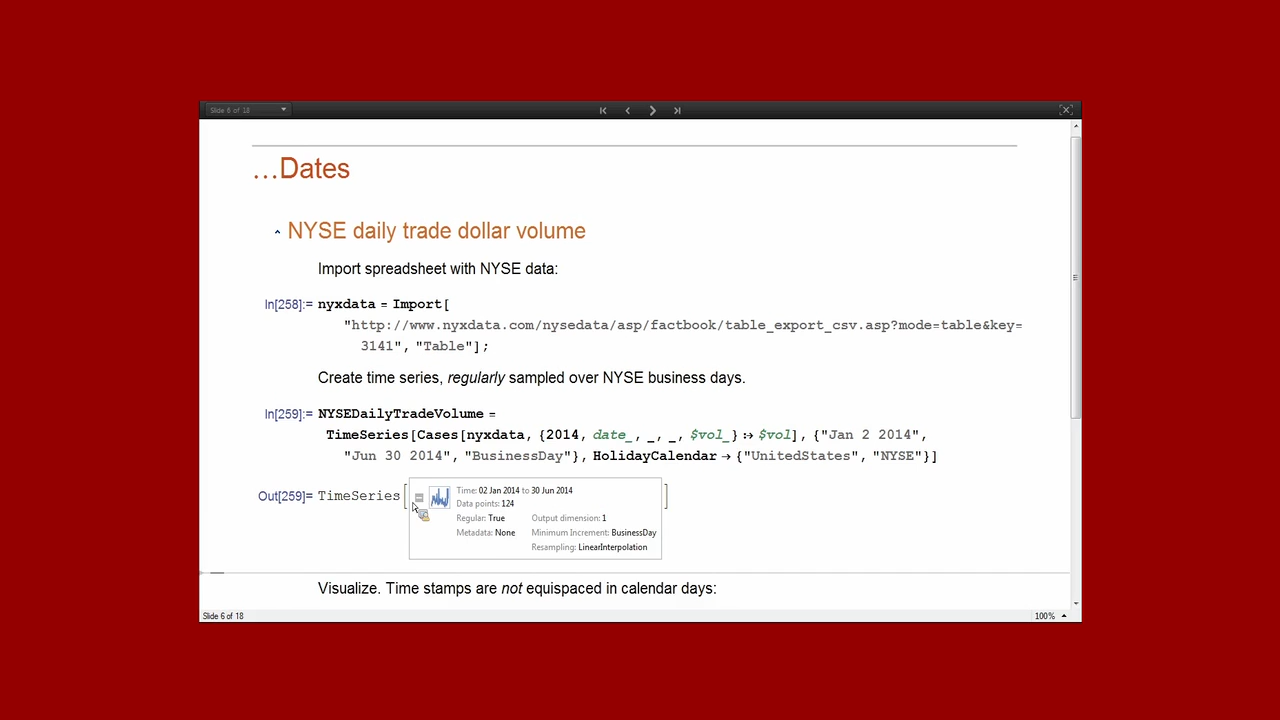 Slide 6 of 18
…Dates
NYSE daily trade dollar volume
Import spreadsheet with NYSE data:
In[258]:= nyxdata = Import[
"http://www.nyxdata.com/nysedata/asp/factbook/table_export_csv.asp?mode=table&key=
3141", "Table"];
Create time series, regularly sampled over NYSE business days.
In[259]:= NYSEDailyTradeVolume =
TimeSeries[Cases[nyxdata, {2014, date_, _, _, $vol_} :→ $vol], {"Jan 2 2014",
"Jun 30 2014", "BusinessDay"}, HolidayCalendar → {"UnitedStates", "NYSE"}]
Out[259]= TimeSeries[
Time: 02 Jan 2014 to 30 Jun 2014
Data points: 124
Regular: True Output dimension: 1
Metadata: None Minimum Increment: BusinessDay
Resampling: LinearInterpolation
]
Visualize. Time stamps are not equispaced in calendar days:
Slide 6 of 18 100%